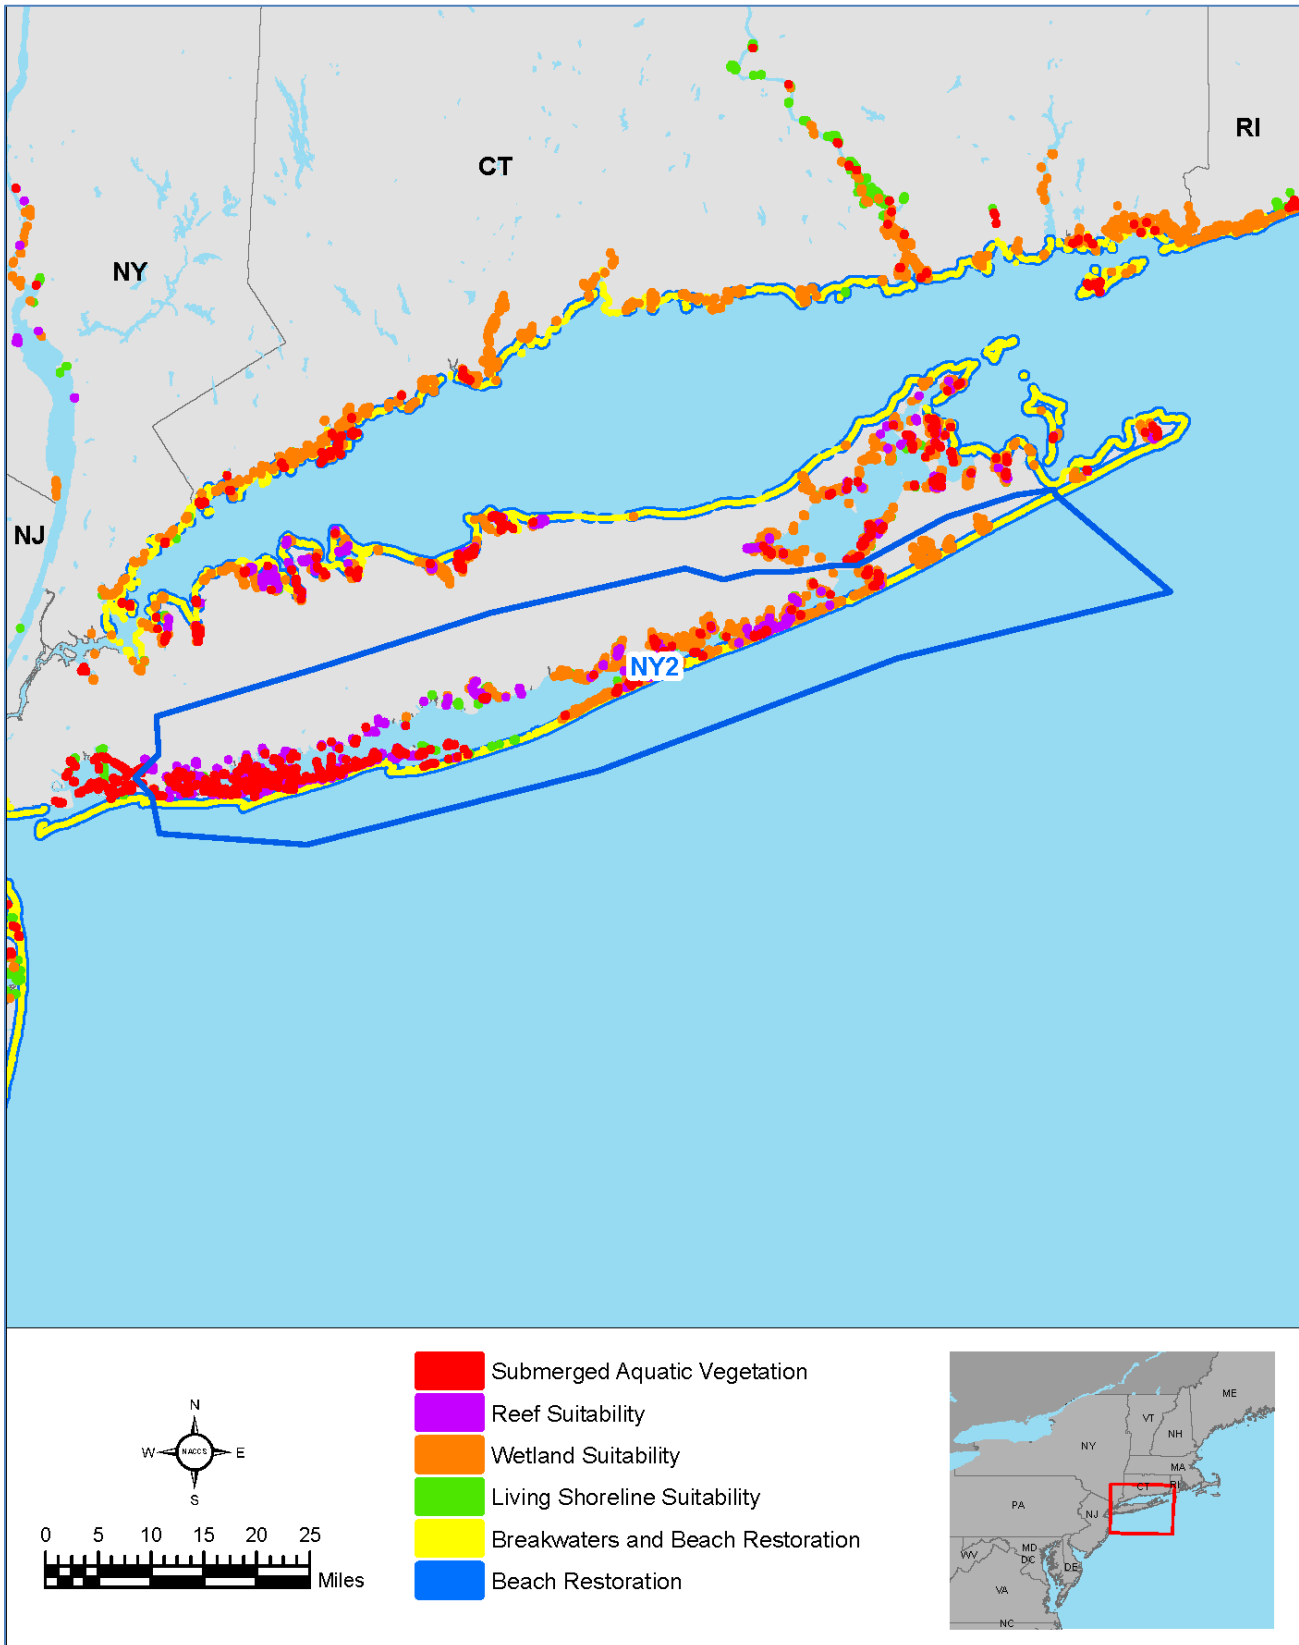 RI
CT
NY
NJ
NY2
N
W NACCS E
S
0 5 10 15 20 25
Miles
Submerged Aquatic Vegetation
Reef Suitability
Wetland Suitability
Living Shoreline Suitability
Breakwaters and Beach Restoration
Beach Restoration
ME
VT
NH
NY
MA
CT RI
PA
NJ
MD
WV DC
DE
VA
NC